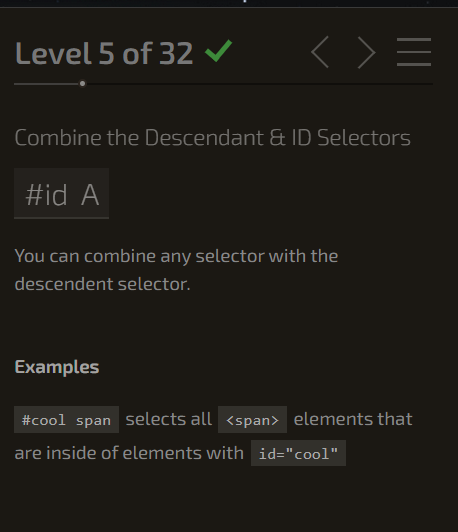 Level 5 of 32
Combine the Descendant & ID Selectors
#id A
You can combine any selector with the
descendent selector.
Examples
#cool span selects all <span> elements that
are inside of elements with id="cool"